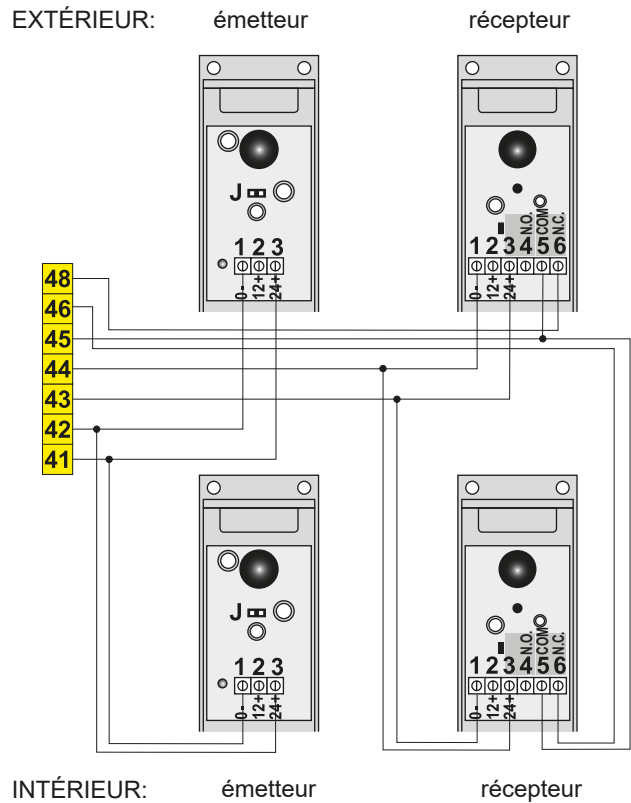 EXTÉRIEUR: émetteur récepteur
J
1 2 3
0- 12+ 24+
N.O. COM N.C.
1 2 3 4 5 6
0- 12+ 24+
48
46
45
44
43
42
41
J
1 2 3
0- 12+ 24+
N.O. COM N.C.
1 2 3 4 5 6
0- 12+ 24+
INTÉRIEUR: émetteur récepteur